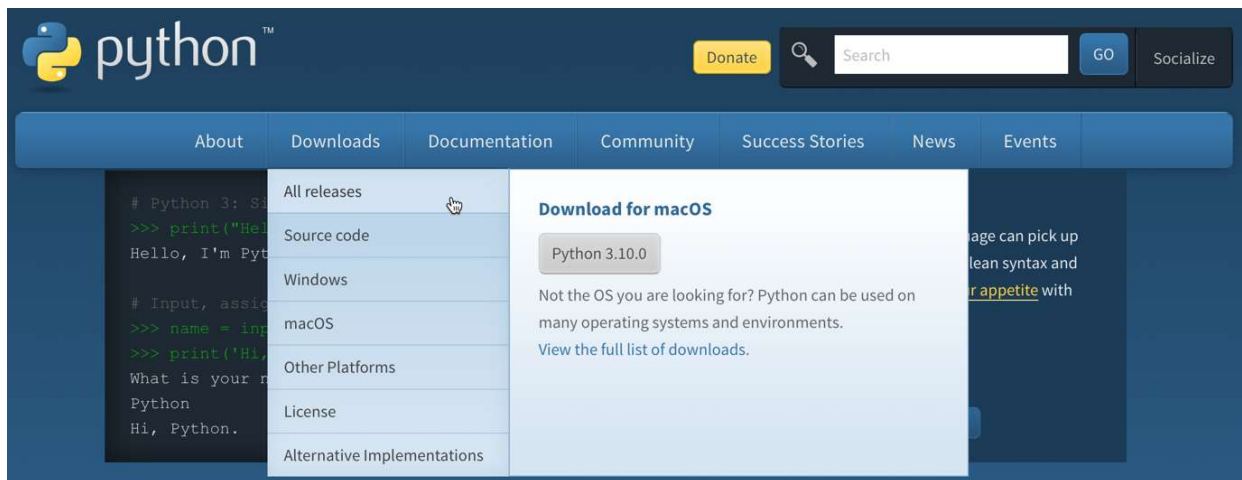 python™
Donate
Search
GO
Socialize
About Downloads Documentation Community Success Stories News Events
# Python 3: Si
>>> print("Hel
Hello, I'm Pyt
# Input, assig
>>> name = inp
>>> print('Hi,
What is your n
Python
Hi, Python.
All releases
Source code
Windows
macOS
Other Platforms
License
Alternative Implementations
Download for macOS
Python 3.10.0
Not the OS you are looking for? Python can be used on
many operating systems and environments.
View the full list of downloads.
can pick up
syntax and
appetite with